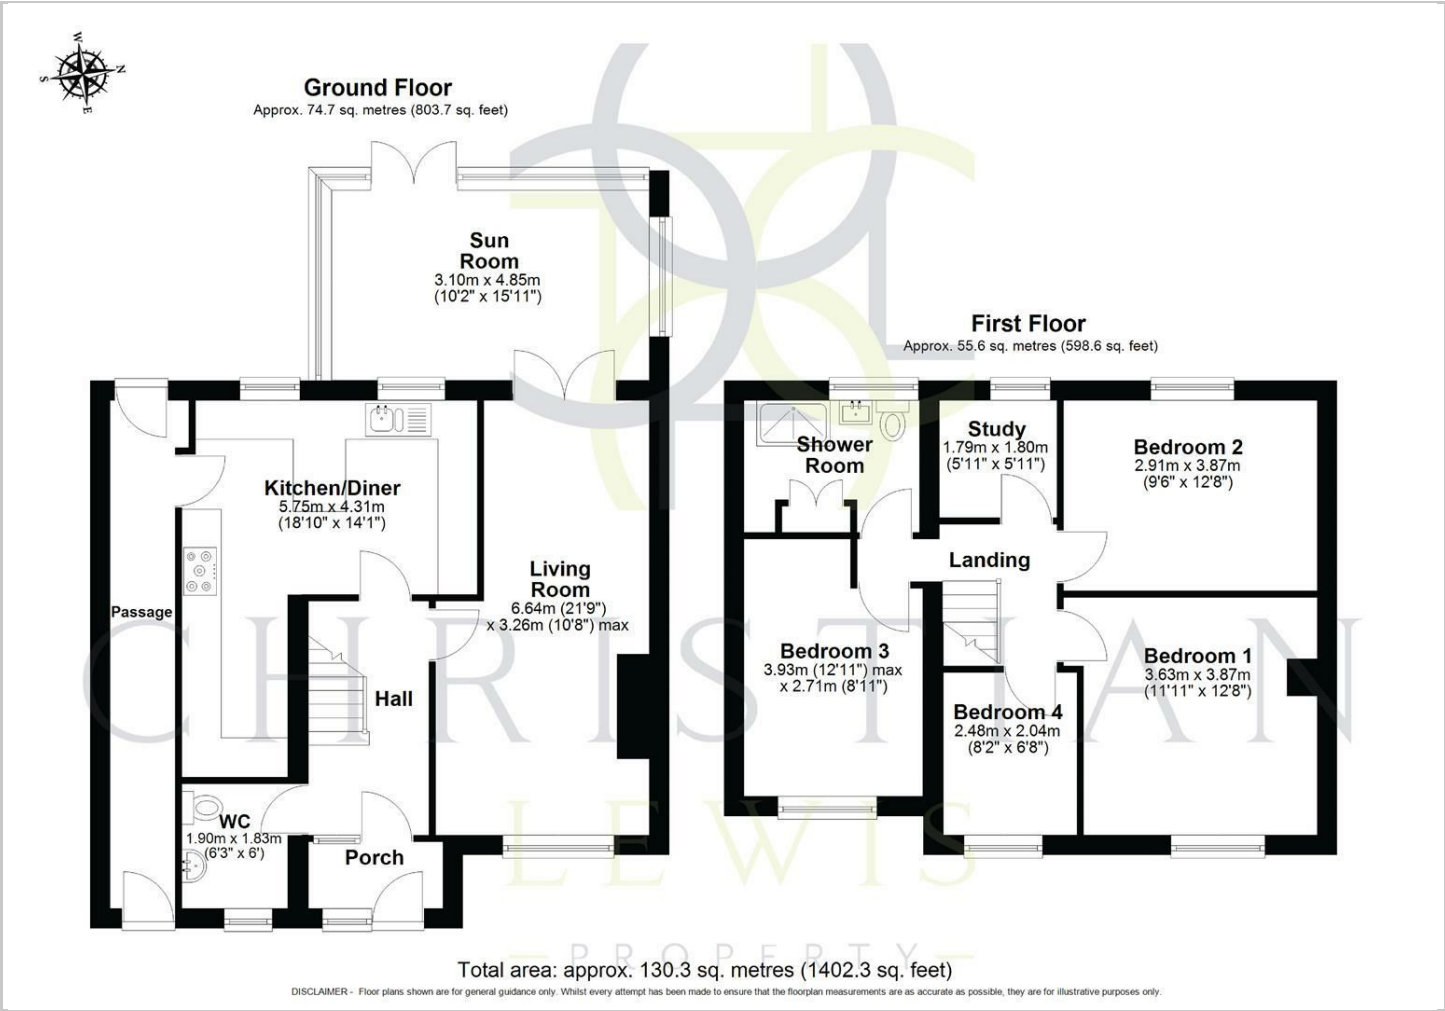 W
N
S
E
Ground Floor
Approx. 74.7 sq. metres (803.7 sq. feet)
Sun
Room
3.10m x 4.85m
(10'2" x 15'11")
Kitchen/Diner
5.75m x 4.31m
(18'10" x 14'1")
Living
Room
6.64m (21'9")
x 3.26m (10'8") max
Passage
Hall
WC
1.90m x 1.83m
(6'3" x 6')
Porch
First Floor
Approx. 55.6 sq. metres (598.6 sq. feet)
Shower
Room
Study
1.79m x 1.80m
(5'11" x 5'11")
Bedroom 2
2.91m x 3.87m
(9'6" x 12'8")
Landing
Bedroom 3
3.93m (12'11") max
x 2.71m (8'11")
Bedroom 1
3.63m x 3.87m
(11'11" x 12'8")
Bedroom 4
2.48m x 2.04m
(8'2" x 6'8")
CHRISTIAN
LEWIS
PROPERTY
Total area: approx. 130.3 sq. metres (1402.3 sq. feet)
DISCLAIMER - Floor plans shown are for general guidance only. Whilst every attempt has been made to ensure that the floorplan measurements are as accurate as possible, they are for illustrative purposes only.